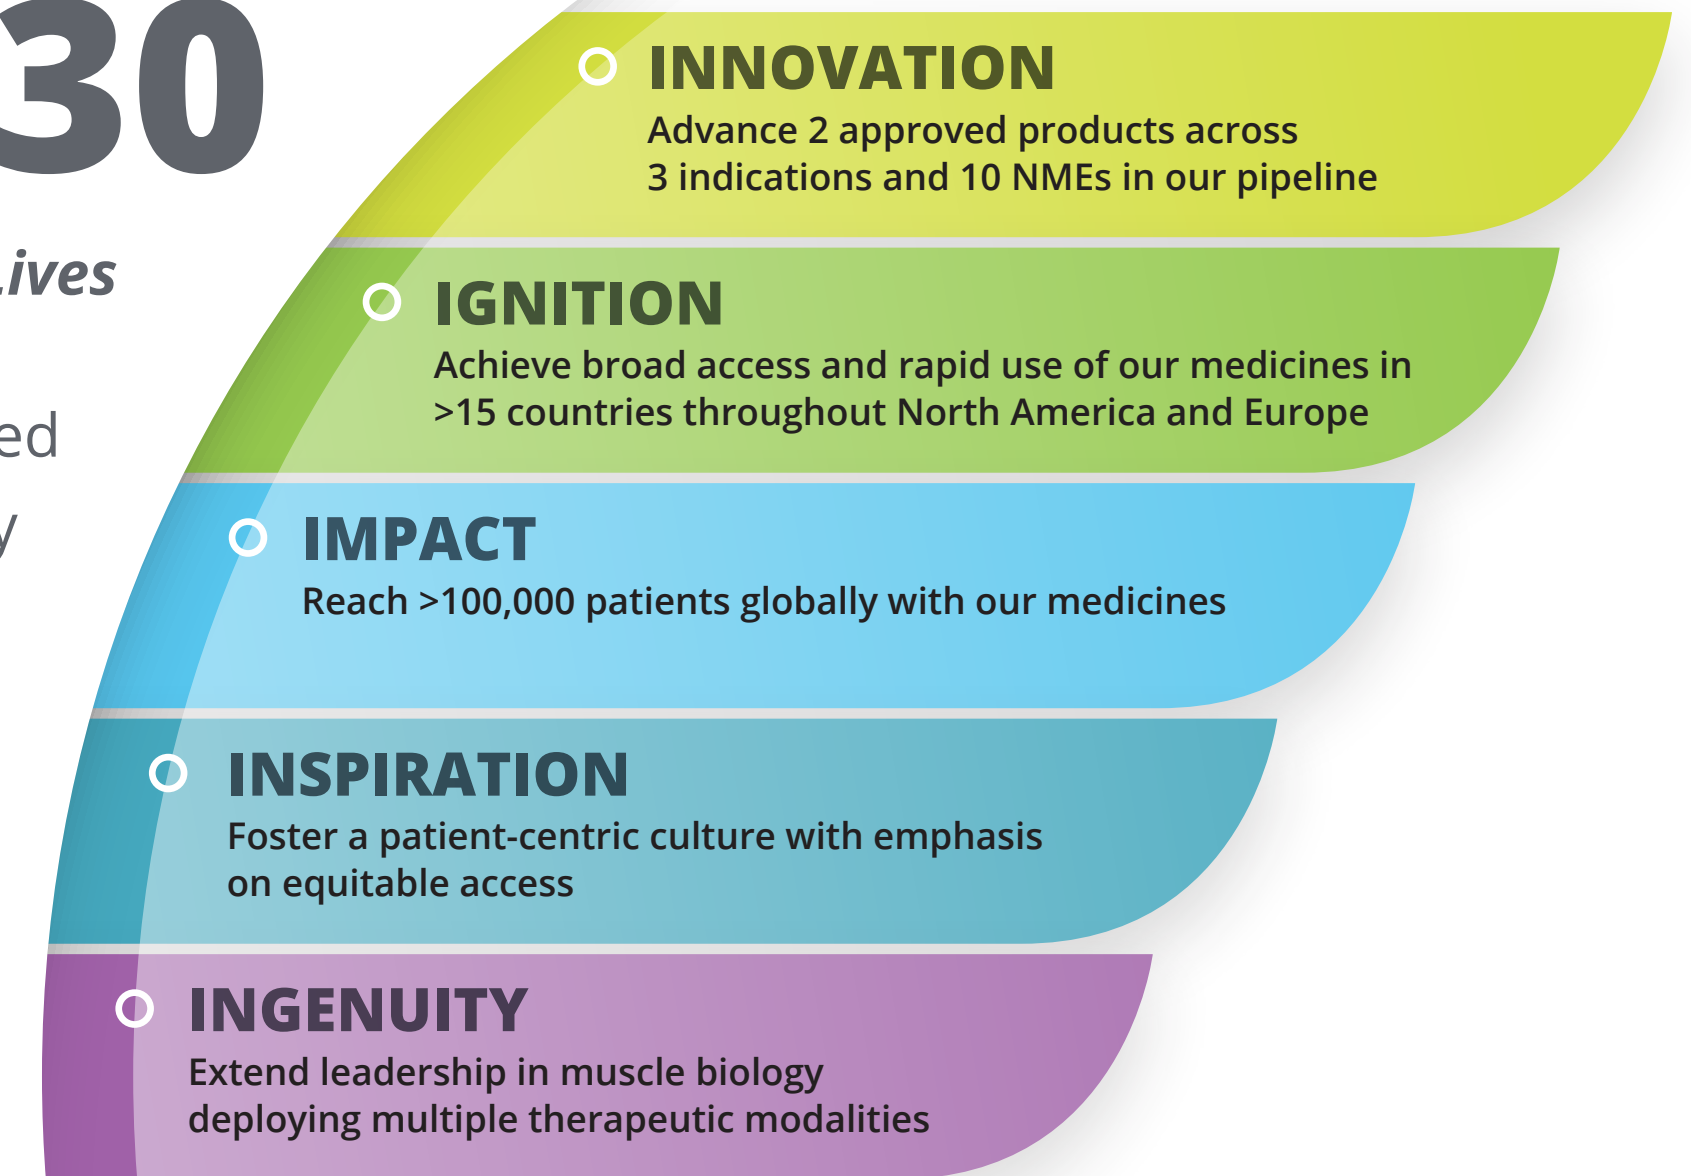 30
INNOVATION
Advance 2 approved products across
3 indications and 10 NMEs in our pipeline
IGNITION
Achieve broad access and rapid use of our medicines in
>15 countries throughout North America and Europe
IMPACT
Reach >100,000 patients globally with our medicines
INSPIRATION
Foster a patient-centric culture with emphasis
on equitable access
INGENUITY
Extend leadership in muscle biology
deploying multiple therapeutic modalities